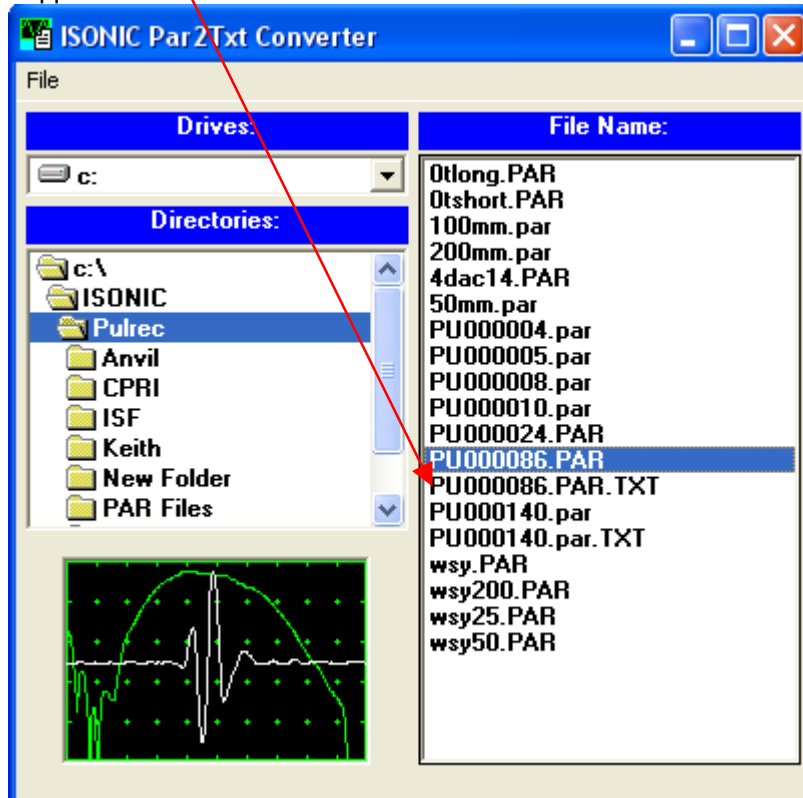 ISONIC Par2Txt Converter
File
Drives:
c:
Directories:
c:\
ISONIC
Pulrec
Anvil
CPRI
ISF
Keith
New Folder
PAR Files
File Name:
0tlong.PAR
0tshort.PAR
100mm.par
200mm.par
4dac14.PAR
50mm.par
PU000004.par
PU000005.par
PU000008.par
PU000010.par
PU000024.PAR
PU000086.PAR
PU000086.PAR.TXT
PU000140.par
PU000140.par.TXT
wsy.PAR
wsy200.PAR
wsy25.PAR
wsy50.PAR